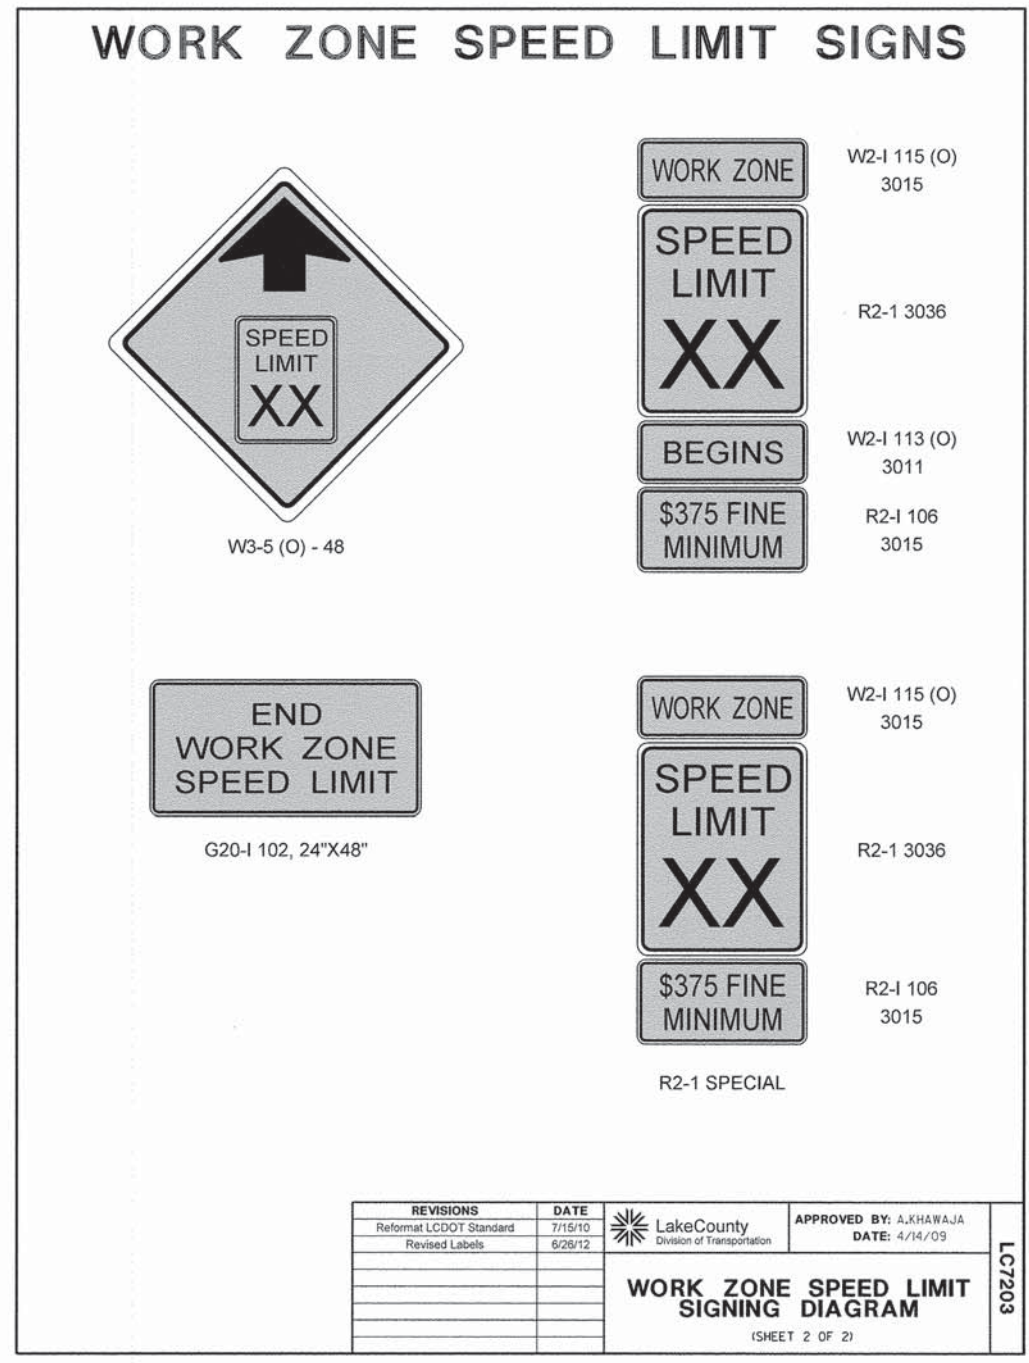 WORK ZONE SPEED LIMIT SIGNS
SPEED
LIMIT
XX
W3-5 (O) - 48
WORK ZONE
W2-I 115 (O)
3015
SPEED
LIMIT
XX
R2-1 3036
BEGINS
W2-I 113 (O)
3011
$375 FINE
MINIMUM
R2-I 106
3015
END
WORK ZONE
SPEED LIMIT
G20-I 102, 24"X48"
WORK ZONE
W2-I 115 (O)
3015
SPEED
LIMIT
XX
R2-1 3036
$375 FINE
MINIMUM
R2-I 106
3015
R2-1 SPECIAL
REVISIONS DATE
Reformat LCDOT Standard 7/15/10
Revised Labels 6/26/12
LakeCounty
Division of Transportation
APPROVED BY: A.KHAWAJA
DATE: 4/14/09
WORK ZONE SPEED LIMIT
SIGNING DIAGRAM
(SHEET 2 OF 2)
LC7203